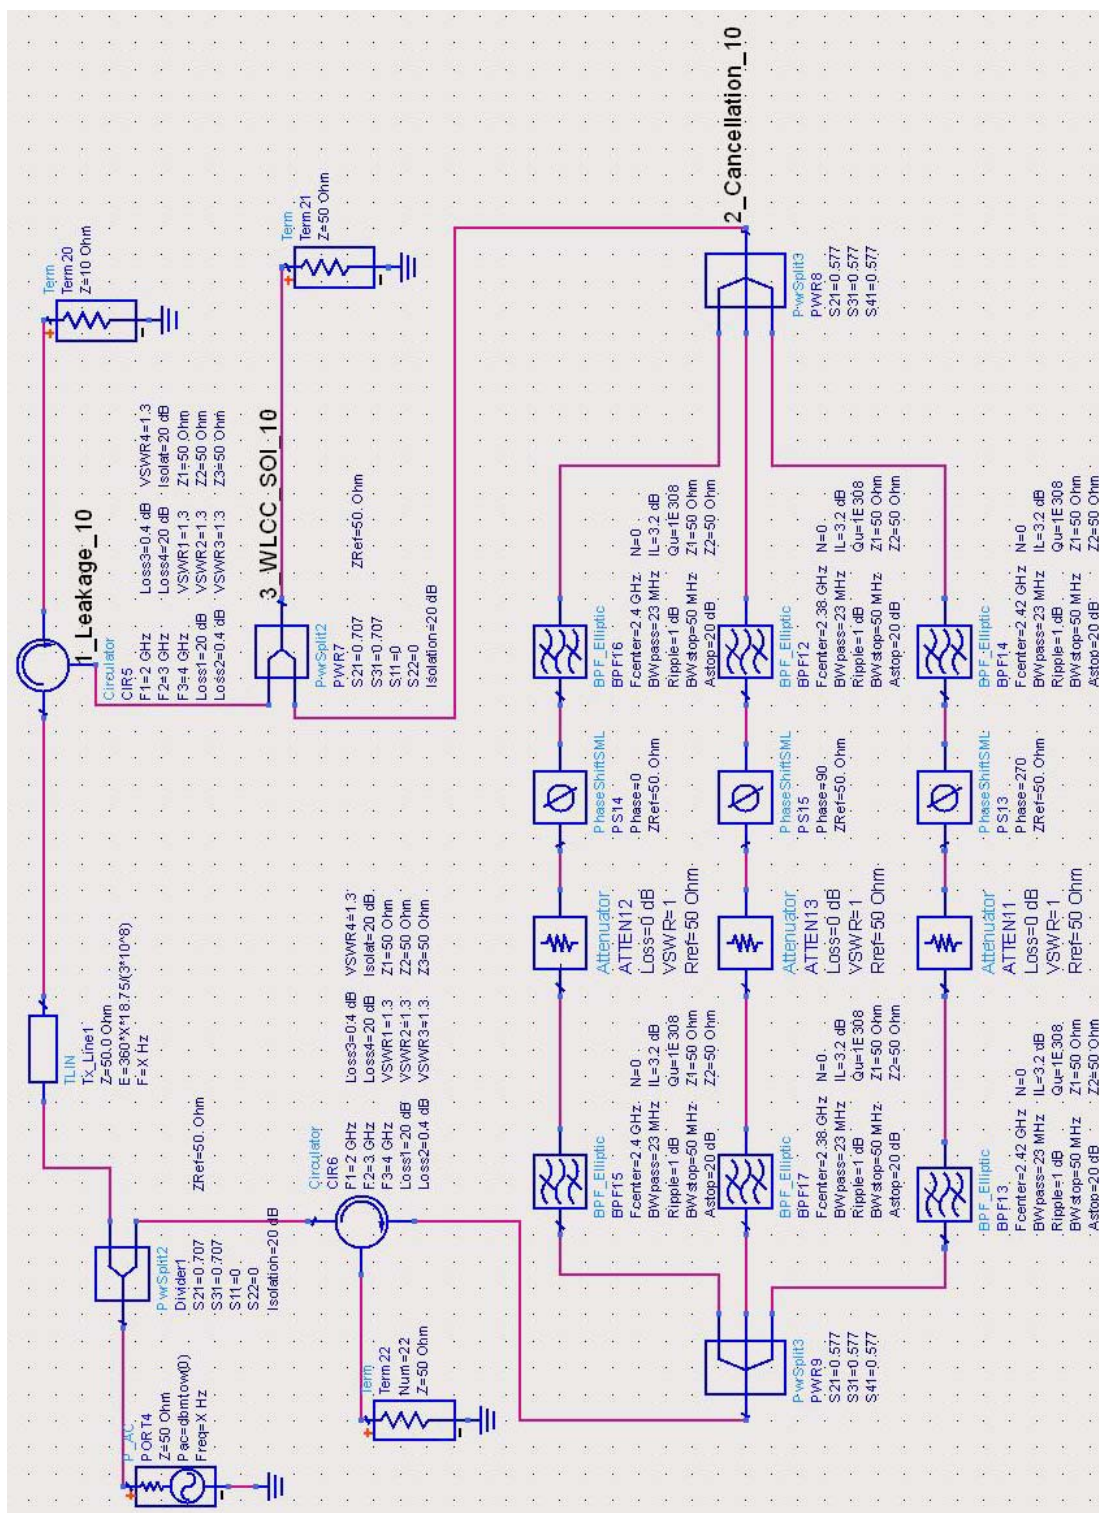 Term
Term20
Z=10 Ohm
Term
Term21
Z=50 Ohm
2_Cancellation_10
1_Leakage_10
Circulator
CIR5
F1=2 GHz
F2=3 GHz
F3=4 GHz
Loss1=20 dB
Loss2=0.4 dB
Loss3=0.4 dB
Loss4=20 dB
VSWR1=1.3
VSWR2=1.3
VSWR3=1.3
VSWR4=1.3
Isolat=20 dB
Z1=50 Ohm
Z2=50 Ohm
Z3=50 Ohm
3_WLCC_SOI_10
PwrSplit2
PWR7
S21=0.707
S31=0.707
S11=0
S22=0
Isolation=20 dB
ZRef=50. Ohm
PwrSplit3
PWR8
S21=0.577
S31=0.577
S41=0.577
TLIN
Tx_Line1
Z=50.0 Ohm
E=360*X*18.75/(3*10^8)
F=X Hz
PwrSplit2
Divider1
S21=0.707
S31=0.707
S11=0
S22=0
Isolation=20 dB
ZRef=50. Ohm
Circulator
CIR6
F1=2 GHz
F2=3 GHz
F3=4 GHz
Loss1=20 dB
Loss2=0.4 dB
Loss3=0.4 dB
Loss4=20 dB
VSWR1=1.3
VSWR2=1.3
VSWR3=1.3
VSWR4=1.3
Isolat=20 dB
Z1=50 Ohm
Z2=50 Ohm
Z3=50 Ohm
P_AC
PORT4
Z=50 Ohm
Pac=dbmtow(0)
Freq=X Hz
Term
Term22
Num=22
Z=50 Ohm
PwrSplit3
PWR9
S21=0.577
S31=0.577
S41=0.577
BPF_Elliptic
BPF15
Fcenter=2.4 GHz
BWpass=23 MHz
Ripple=1 dB
BWstop=50 MHz
Astop=20 dB
N=0
IL=3.2 dB
Qu=1E308
Z1=50 Ohm
Z2=50 Ohm
Attenuator
ATTEN12
Loss=0 dB
VSWR=1
Rref=50 Ohm
PhaseShiftSML
PS14
Phase=0
ZRef=50. Ohm
BPF_Elliptic
BPF16
Fcenter=2.4 GHz
BWpass=23 MHz
Ripple=1 dB
BWstop=50 MHz
Astop=20 dB
N=0
IL=3.2 dB
Qu=1E308
Z1=50 Ohm
Z2=50 Ohm
BPF_Elliptic
BPF17
Fcenter=2.38 GHz
BWpass=23 MHz
Ripple=1 dB
BWstop=50 MHz
Astop=20 dB
N=0
IL=3.2 dB
Qu=1E308
Z1=50 Ohm
Z2=50 Ohm
Attenuator
ATTEN13
Loss=0 dB
VSWR=1
Rref=50 Ohm
PhaseShiftSML
PS15
Phase=90
ZRef=50. Ohm
BPF_Elliptic
BPF12
Fcenter=2.38 GHz
BWpass=23 MHz
Ripple=1 dB
BWstop=50 MHz
Astop=20 dB
N=0
IL=3.2 dB
Qu=1E308
Z1=50 Ohm
Z2=50 Ohm
BPF_Elliptic
BPF13
Fcenter=2.42 GHz
BWpass=23 MHz
Ripple=1 dB
BWstop=50 MHz
Astop=20 dB
N=0
IL=3.2 dB
Qu=1E308
Z1=50 Ohm
Z2=50 Ohm
Attenuator
ATTEN11
Loss=0 dB
VSWR=1
Rref=50 Ohm
PhaseShiftSML
PS13
Phase=270
ZRef=50. Ohm
BPF_Elliptic
BPF14
Fcenter=2.42 GHz
BWpass=23 MHz
Ripple=1 dB
BWstop=50 MHz
Astop=20 dB
N=0
IL=3.2 dB
Qu=1E308
Z1=50 Ohm
Z2=50 Ohm